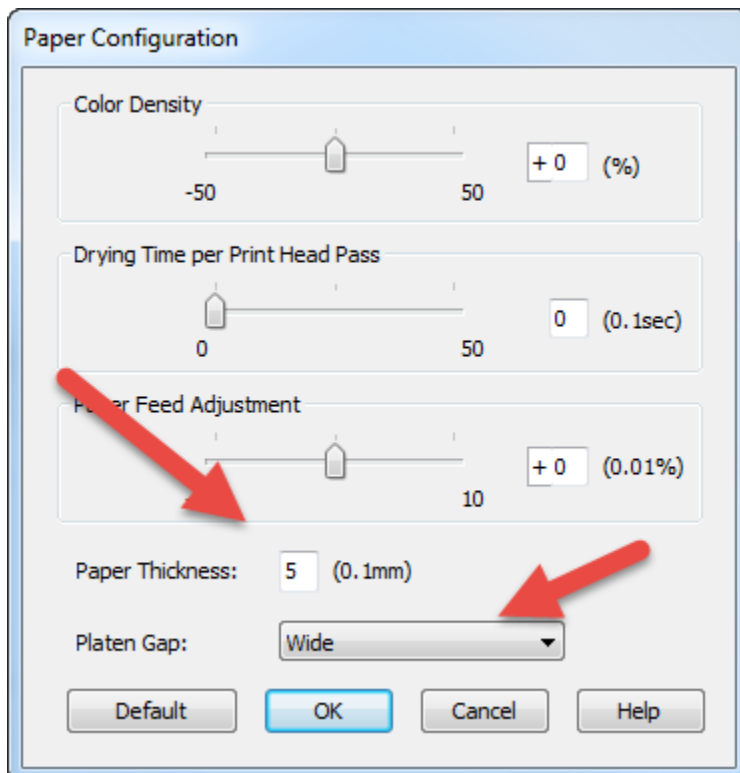 Paper Configuration
Color Density
+ 0 (%)
-50 50
Drying Time per Print Head Pass
0 (0.1sec)
0 50
Feed Adjustment
+ 0 (0.01%)
10
Paper Thickness: 5 (0.1mm)
Platen Gap: Wide
Default OK Cancel Help